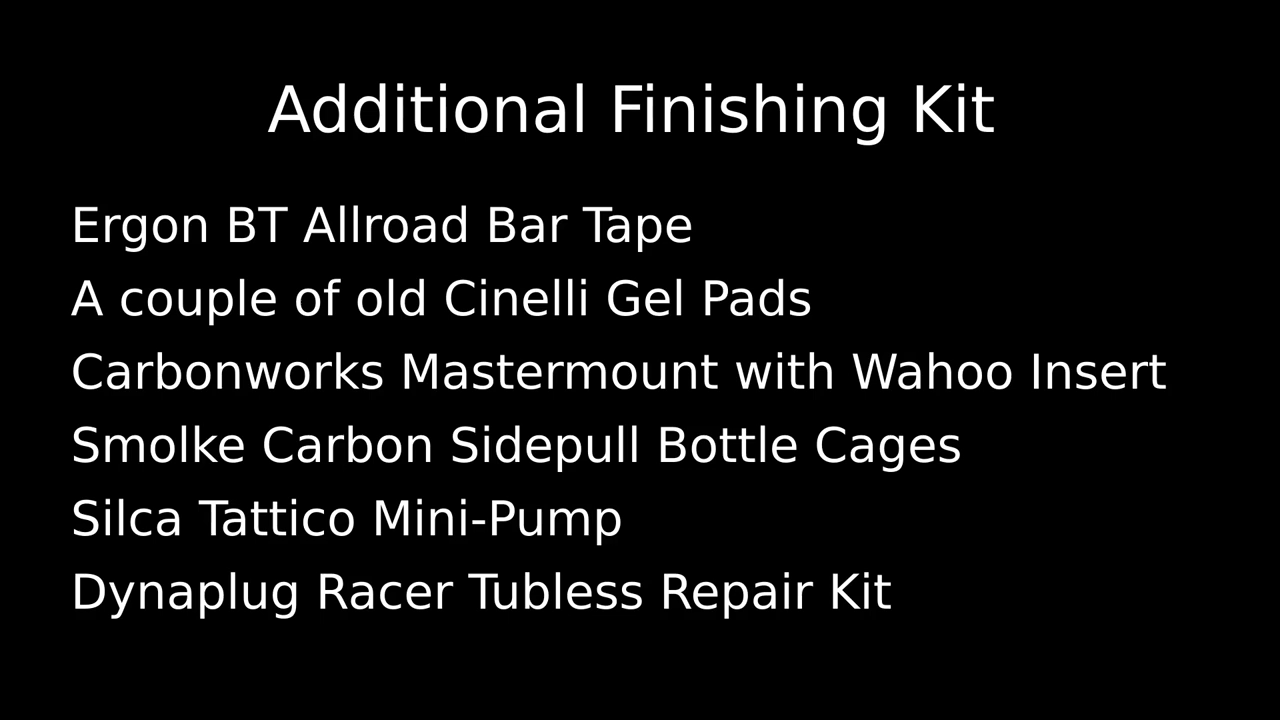 Additional Finishing Kit
Ergon BT Allroad Bar Tape
A couple of old Cinelli Gel Pads
Carbonworks Mastermount with Wahoo Insert
Smolke Carbon Sidepull Bottle Cages
Silca Tattico Mini-Pump
Dynaplug Racer Tubless Repair Kit